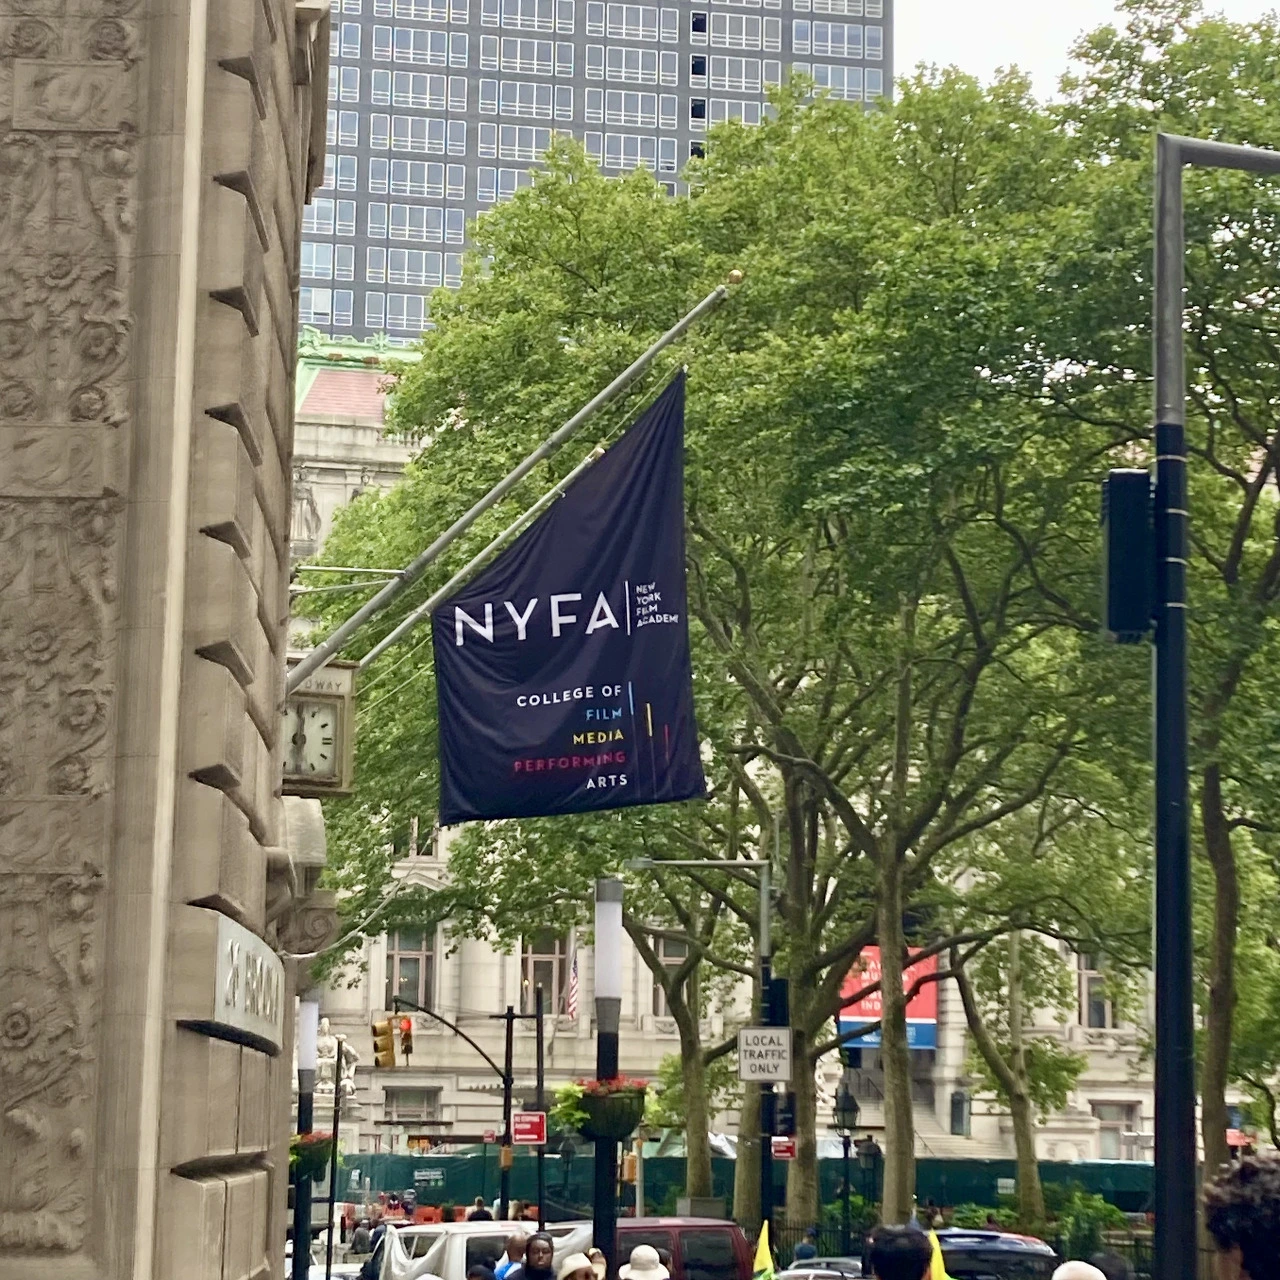 NYFA
NEW
YORK
FILM
ACADEMY
COLLEGE OF
FILM
MEDIA
PERFORMING
ARTS
LOCAL
TRAFFIC
ONLY